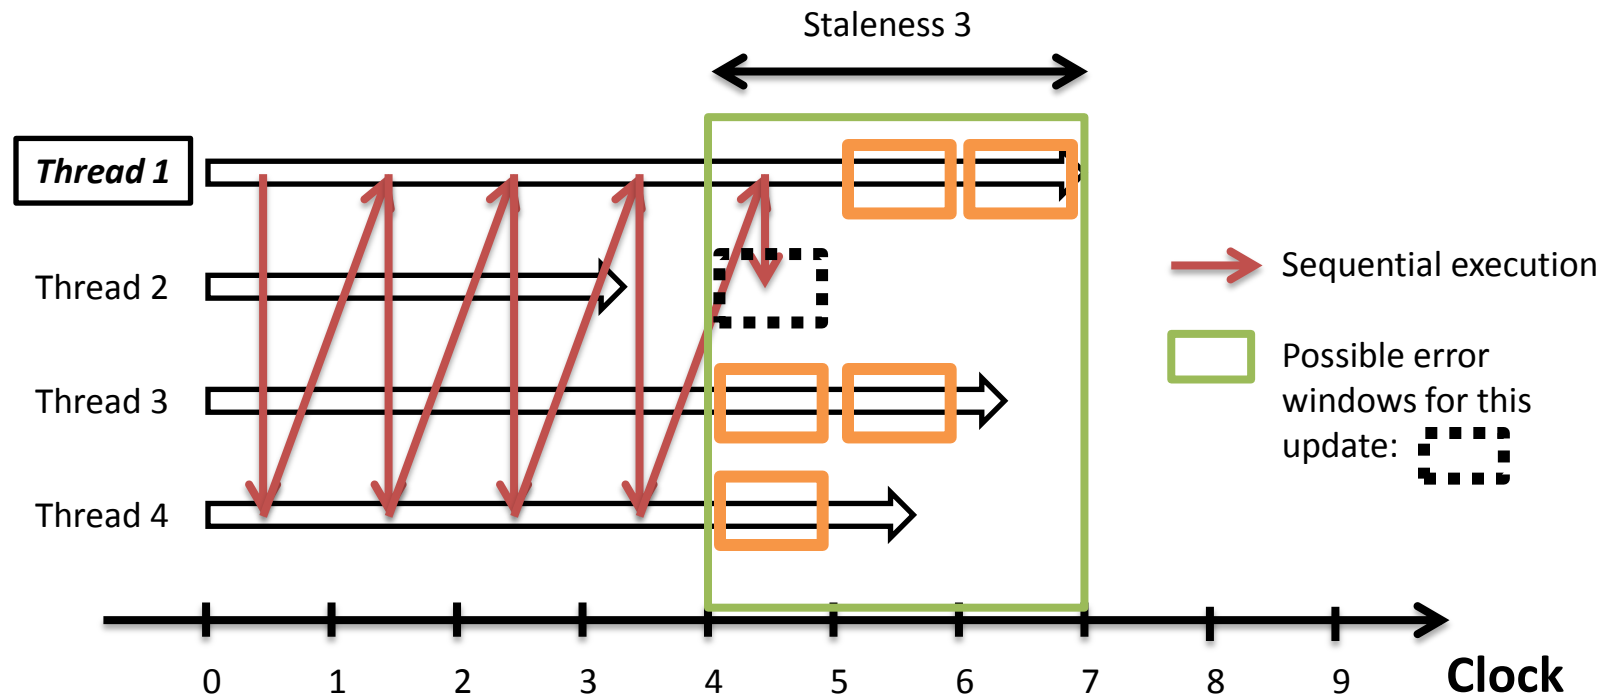 Staleness 3
Thread 1
Thread 2
Thread 3
Thread 4
Sequential execution
Possible error
windows for this
update:
0 1 2 3 4 5 6 7 8 9 Clock